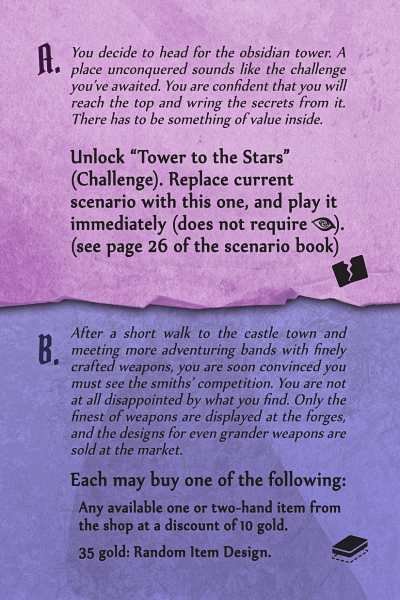 A.
You decide to head for the obsidian tower. A
place unconquered sounds like the challenge
you've awaited. You are confident that you will
reach the top and wring the secrets from it.
There has to be something of value inside.
Unlock “Tower to the Stars”
(Challenge). Replace current
scenario with this one, and play it
immediately (does not require ).
(see page 26 of the scenario book)
B.
After a short walk to the castle town and
meeting more adventuring bands with finely
crafted weapons, you are soon convinced you
must see the smiths' competition. You are not
at all disappointed by what you find. Only the
finest of weapons are displayed at the forges,
and the designs for even grander weapons are
sold at the market.
Each may buy one of the following:
Any available one or two-hand item from
the shop at a discount of 10 gold.
35 gold: Random Item Design.